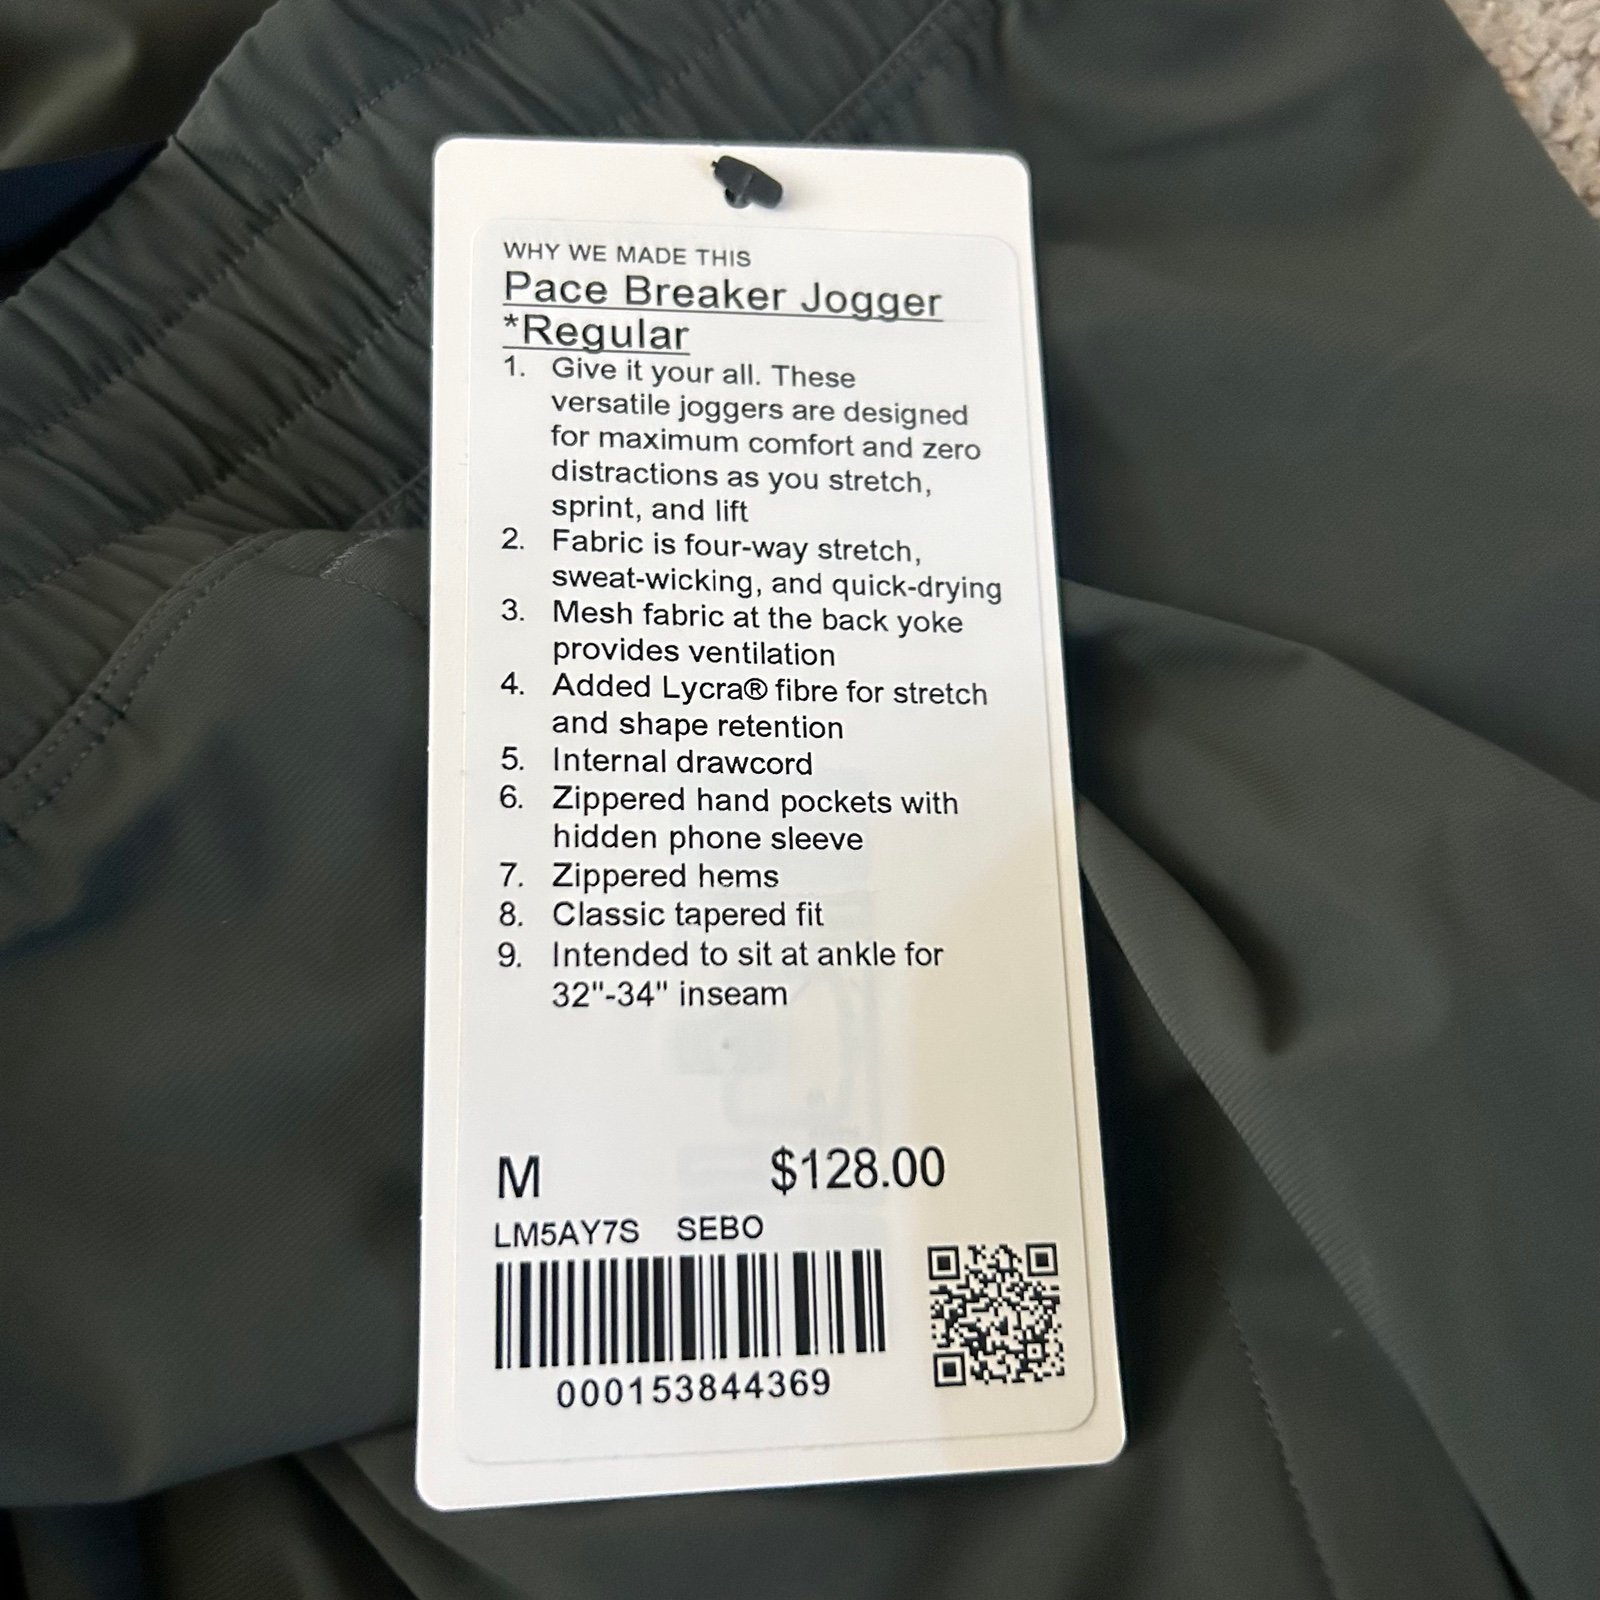 WHY WE MADE THIS
Pace Breaker Jogger
*Regular
1. Give it your all. These
versatile joggers are designed
for maximum comfort and zero
distractions as you stretch,
sprint, and lift
2. Fabric is four-way stretch,
sweat-wicking, and quick-drying
3. Mesh fabric at the back yoke
provides ventilation
4. Added Lycra® fibre for stretch
and shape retention
5. Internal drawcord
6. Zippered hand pockets with
hidden phone sleeve
7. Zippered hems
8. Classic tapered fit
9. Intended to sit at ankle for
32"-34" inseam
M $128.00
LM5AY7S SEBO
000153844369